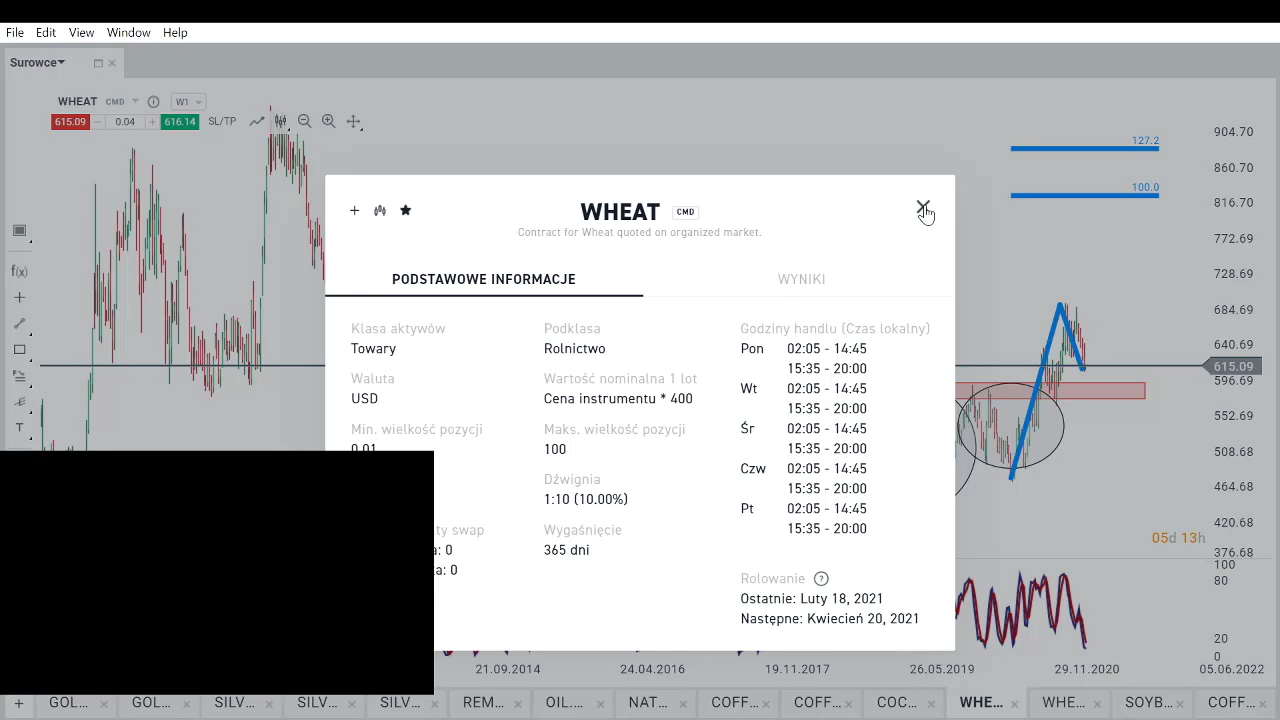 File Edit View Window Help
Surowce
WHEAT CMD W1
615.09 0.04 616.14 SL/TP
f(x)
T
WHEAT CMD
Contract for Wheat quoted on organized market.
PODSTAWOWE INFORMACJE WYNIKI
Klasa aktywów
Towary
Waluta
USD
Min. wielkość pozycji
0.01
ty swap
a: 0
ka: 0
Podklasa
Rolnictwo
Wartość nominalna 1 lot
Cena instrumentu * 400
Maks. wielkość pozycji
100
Dźwignia
1:10 (10.00%)
Wygaśnięcie
365 dni
Godziny handlu (Czas lokalny)
Pon 02:05 - 14:45
15:35 - 20:00
Wt 02:05 - 14:45
15:35 - 20:00
Śr 02:05 - 14:45
15:35 - 20:00
Czw 02:05 - 14:45
15:35 - 20:00
Pt 02:05 - 14:45
15:35 - 20:00
Rolowanie ?
Ostatnie: Luty 18, 2021
Następne: Kwiecień 20, 2021
127.2
100.0
904.70
860.70
816.70
772.69
728.69
684.69
640.69
615.09
596.69
552.69
508.68
464.68
420.68
376.68
05d 13h
100
80
20
0
21.09.2014 24.04.2016 19.11.2017 26.05.2019 29.11.2020 05.06.2022
+ GOL... GOL... SILV... SILV... SILV... REM... OIL.... NAT... COFF... COFF... COC... WHE... WHE... SOYB... COFF...